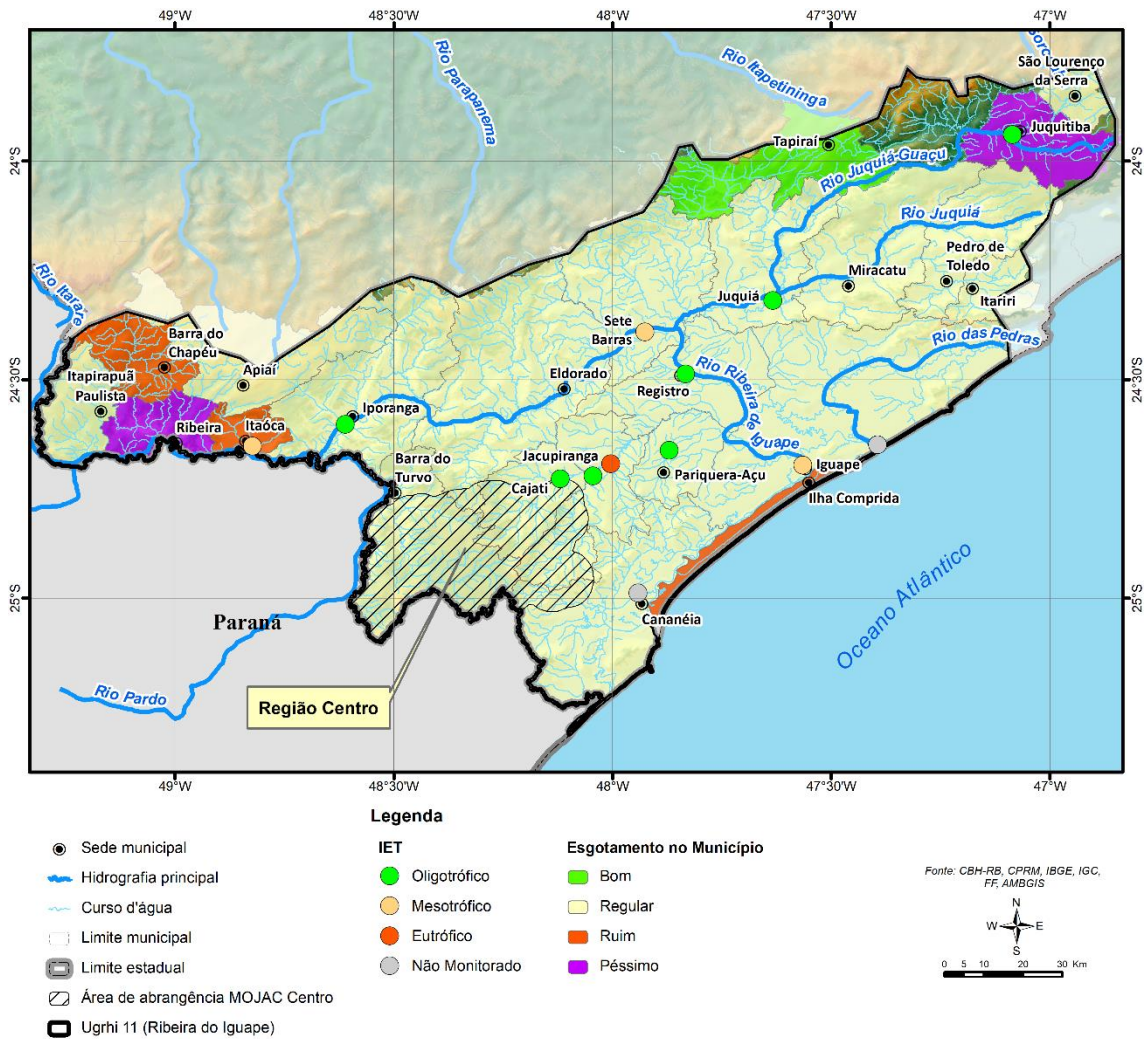 49°W
48°30'W
48°W
47°30'W
47°W
Rio Parapanema
Rio Itapetininga
São Lourenço
da Serra
Juquitiba
Tapiraí
24°S
24°S
Rio Juquiá-Guaçu
Rio Juquiá
Pedro de
Toledo
Miracatu
Itariri
Rio Itarare
Juquiá
Sete
Barras
Rio das Pedras
Barra do
Chapéu
Apiaí
24°30'S
24°30'S
Itapirapuã
Paulista
Eldorado
Registro
Rio Ribeira de Iguape
Iporanga
Ribeira
Itaóca
Jacupiranga
Iguape
Barra do
Turvo
Cajati
Pariquera-Açu
Ilha Comprida
25°S
25°S
Cananéia
Oceano Atlântico
Paraná
Rio Pardo
Região Centro
49°W
48°30'W
48°W
47°30'W
47°W
Legenda
Sede municipal
Hidrografia principal
Curso d'água
Limite municipal
Limite estadual
Área de abrangência MOJAC Centro
Ugrhi 11 (Ribeira do Iguape)
IET
Oligotrófico
Mesotrófico
Eutrófico
Não Monitorado
Esgotamento no Município
Bom
Regular
Ruim
Péssimo
Fonte: CBH-RB, CPRM, IBGE, IGC,
FF, AMBGIS
N
W
E
S
0 5 10 20 30 Km